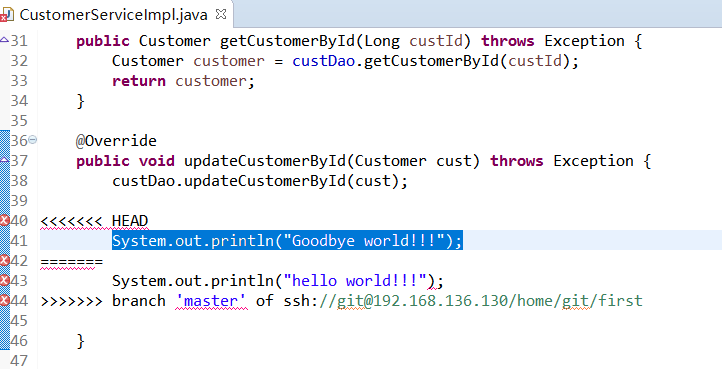 CustomerServiceImpl.java
31 public Customer getCustomerById(Long custId) throws Exception {
32 Customer customer = custDao.getCustomerById(custId);
33 return customer;
34 }
35
36 @Override
37 public void updateCustomerById(Customer cust) throws Exception {
38 custDao.updateCustomerById(cust);
39
40 <<<<<<< HEAD
41 System.out.println("Goodbye world!!!");
42 =======
43 System.out.println("hello world!!!");
44 >>>>>>> branch 'master' of ssh://git@192.168.136.130/home/git/first
45
46 }
47